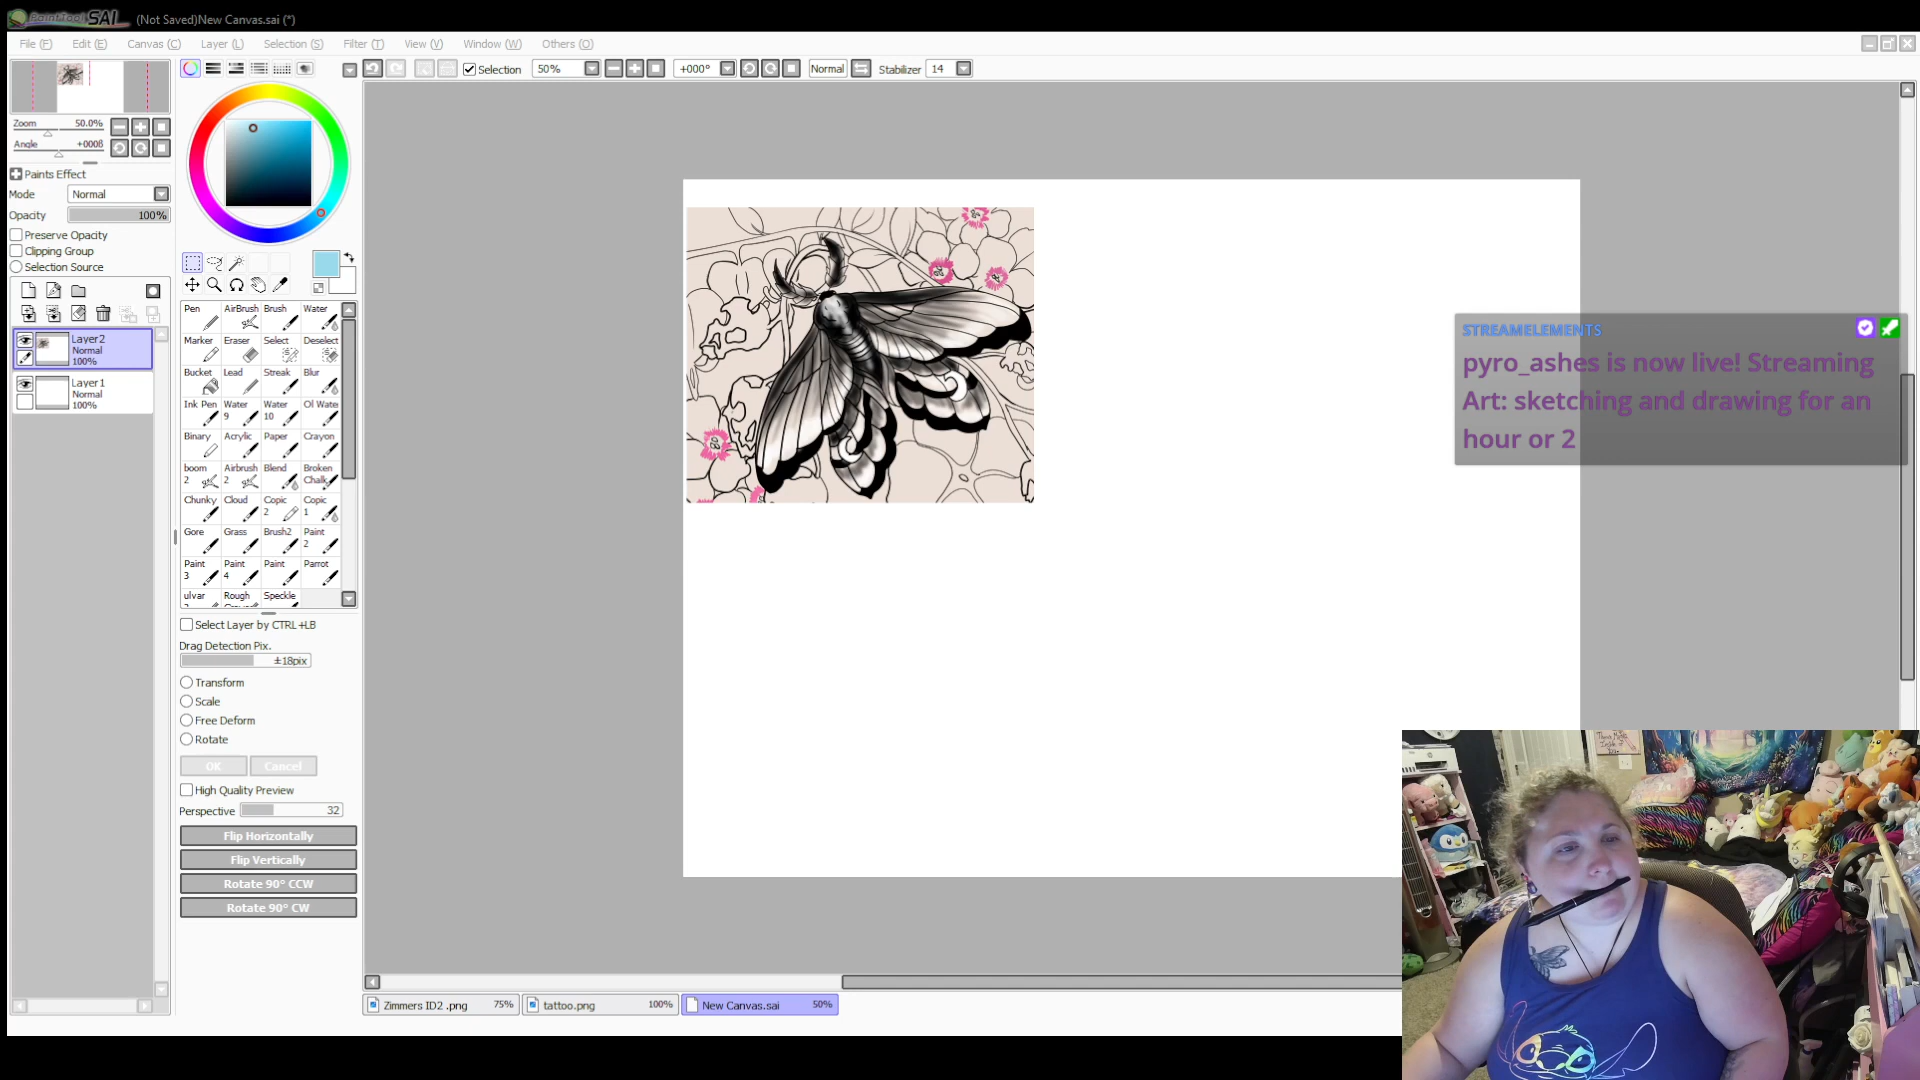 PaintTool SAI (Not Saved)New Canvas.sai (*)
File (F) Edit (E) Canvas (C) Layer (L) Selection (S) Filter (T) View (V) Window (W) Others (O)
Selection 50% +000° Normal Stabilizer 14
Zoom 50.0%
Angle +000ß
Paints Effect
Mode Normal
Opacity 100%
Preserve Opacity
Clipping Group
Selection Source
Layer2
Normal
100%
Layer1
Normal
100%
Pen AirBrush Brush Water
Marker Eraser Select Deselect
Bucket Lead Streak Blur
Ink Pen Water 9 Water 10 Ol Wate
Binary Acrylic Paper Crayon
boom 2 Airbrush 2 Blend Broken Chalk
Chunky Cloud Copic 2 Copic 1
Gore Grass Brush2 Paint 2
Paint 3 Paint 4 Paint Parrot
ulvar Rough Speckle
Select Layer by CTRL +LB
Drag Detection Pix.
±18pix
Transform
Scale
Free Deform
Rotate
OK Cancel
High Quality Preview
Perspective 32
Flip Horizontally
Flip Vertically
Rotate 90° CCW
Rotate 90° CW
Zimmers ID2 .png 75% tattoo.png 100% New Canvas.sai 50%
STREAMELEMENTS
pyro_ashes is now live! Streaming
Art: sketching and drawing for an
hour or 2